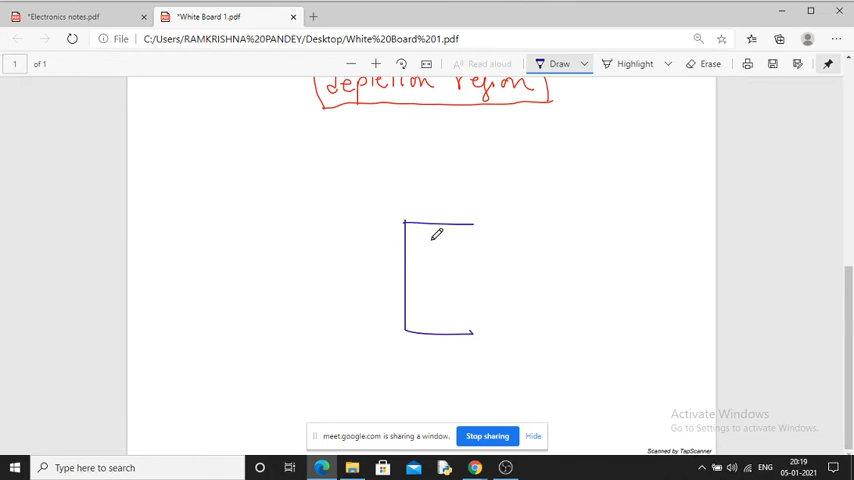 *Electronics notes.pdf
*White Board 1.pdf
File
C:/Users/RAMKRISHNA%20PANDEY/Desktop/White%20Board%201.pdf
1
of 1
Read aloud
Draw
Highlight
Erase
depletion region
Activate Windows
Go to Settings to activate Windows.
meet.google.com is sharing a window.
Stop sharing
Hide
Scanned by TapScanner
Type here to search
ENG
20:19
05-01-2021